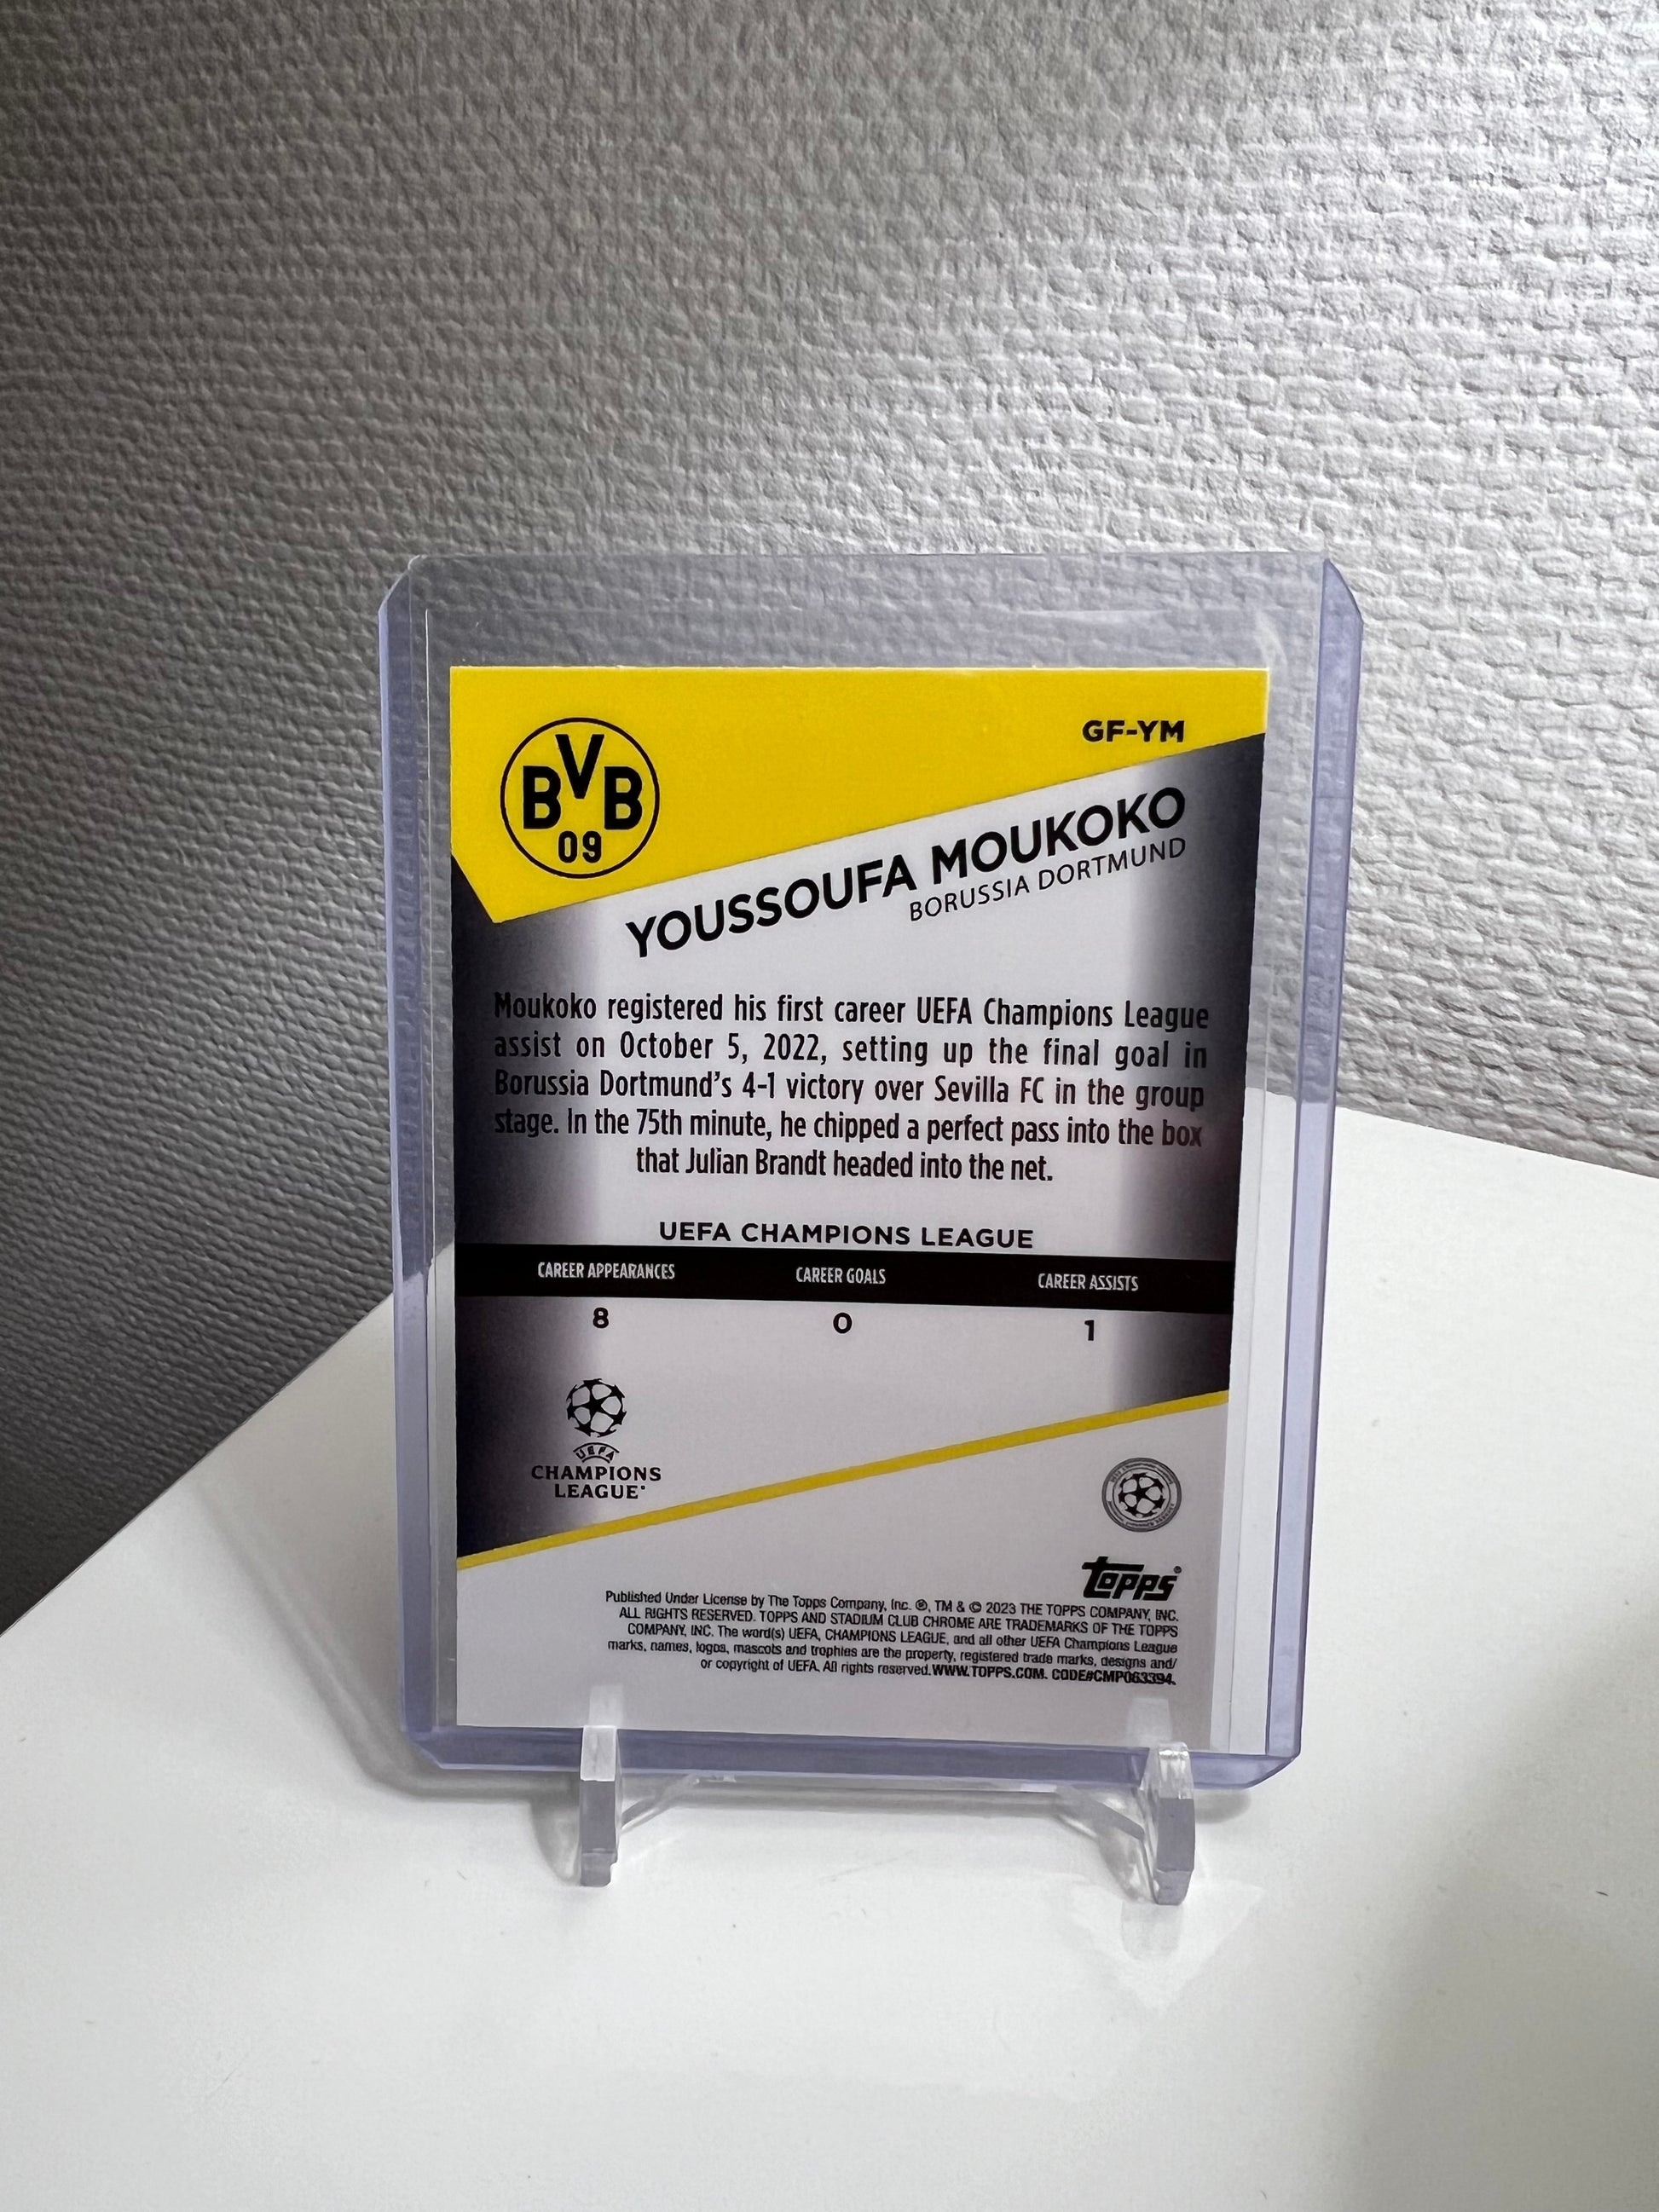 BVB
09
GF-YM
YOUSSOUFA MOUKOKO
BORUSSIA DORTMUND
Moukoko registered his first career UEFA Champions League
assist on October 5, 2022, setting up the final goal in
Borussia Dortmund's 4-1 victory over Sevilla FC in the group
stage. In the 75th minute, he chipped a perfect pass into the box
that Julian Brandt headed into the net.
UEFA CHAMPIONS LEAGUE
CAREER APPEARANCES CAREER GOALS CAREER ASSISTS
8 0 1
UEFA
CHAMPIONS
LEAGUE
Topps®
Published Under License by The Topps Company, Inc. ®, TM & © 2023 THE TOPPS COMPANY, INC.
ALL RIGHTS RESERVED. TOPPS AND STADIUM CLUB CHROME ARE TRADEMARKS OF THE TOPPS
COMPANY, INC. The word(s) UEFA, CHAMPIONS LEAGUE, and all other UEFA Champions League
marks, names, logos, mascots and trophies are the property, registered trade marks, designs and/
or copyright of UEFA. All rights reserved. WWW.TOPPS.COM. CODE#CMP063394.